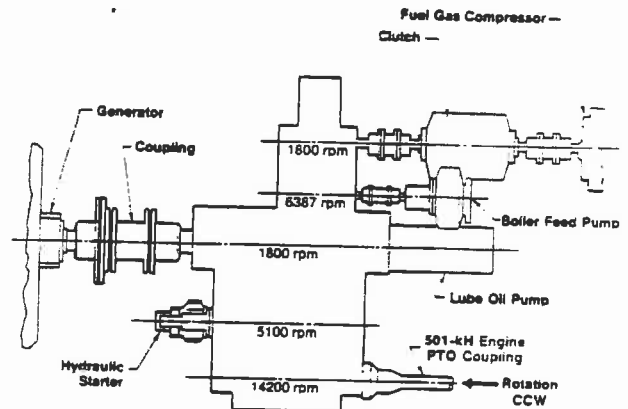 Fuel Gas Compressor
Clutch
Generator
Coupling
1800 rpm
6387 rpm
Boiler Feed Pump
1800 rpm
Lube Oil Pump
5100 rpm
Hydraulic
Starter
501-kH Engine
PTO Coupling
14200 rpm
Rotation
CCW